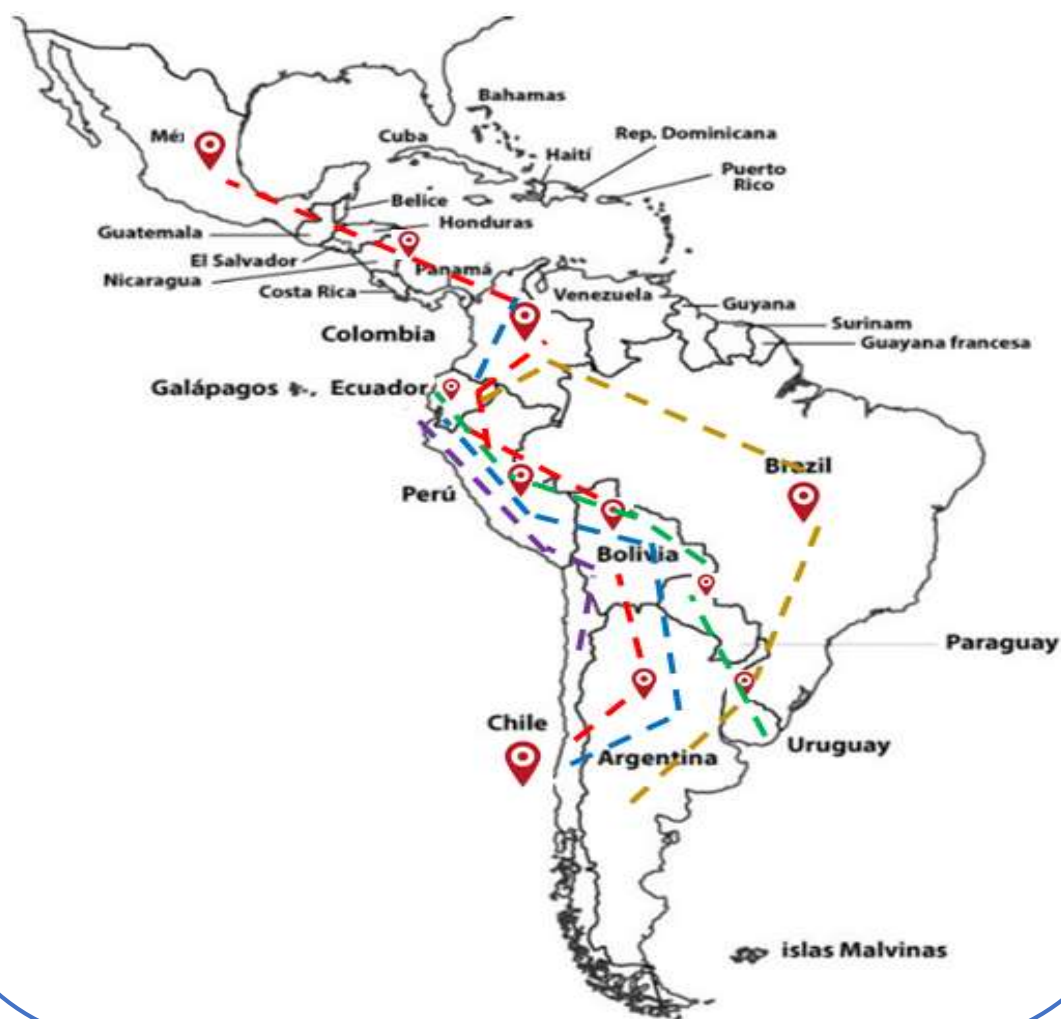 Bahamas
Mé
Cuba
Rep. Dominicana
Haití
Puerto
Rico
Belice
Honduras
Guatemala
El Salvador
Nicaragua
Panamá
Costa Rica
Venezuela
Guyana
Colombia
Surinam
Guayana francesa
Galápagos
Ecuador
Brazil
Perú
Bolivia
Paraguay
Chile
Uruguay
Argentina
islas Malvinas